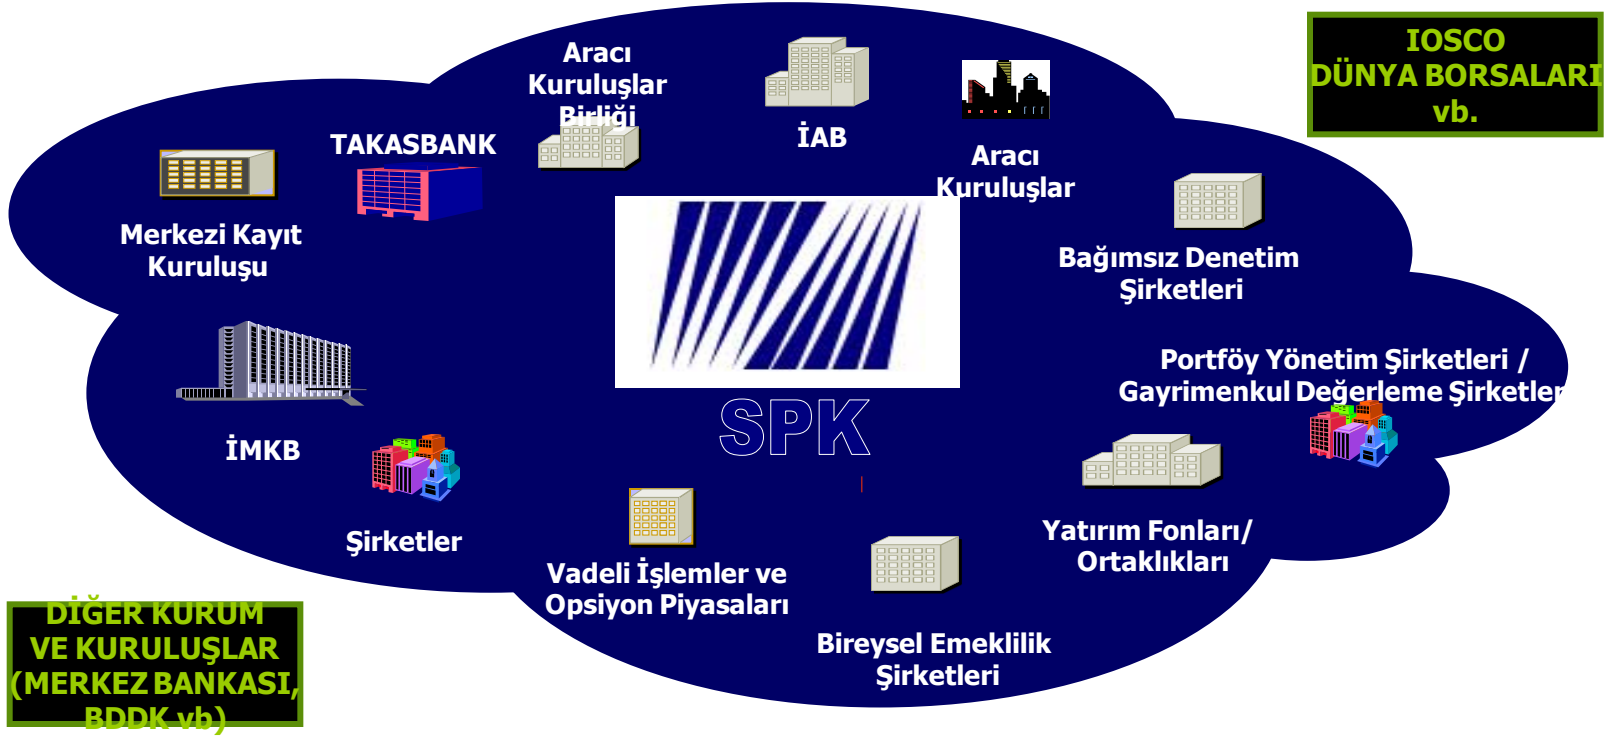 IOSCO
DÜNYA BORSALARI
vb.
Aracı
Kuruluşlar
Birliği
İAB
Aracı
Kuruluşlar
TAKASBANK
Merkezi Kayıt
Kuruluşu
Bağımsız Denetim
Şirketleri
Portföy Yönetim Şirketleri /
Gayrimenkul Değerleme Şirketler
SPK
İMKB
Şirketler
Yatırım Fonları/
Ortaklıkları
Vadeli İşlemler ve
Opsiyon Piyasaları
Bireysel Emeklilik
Şirketleri
DİĞER KURUM
VE KURULUŞLAR
(MERKEZ BANKASI,
BDDK vb)